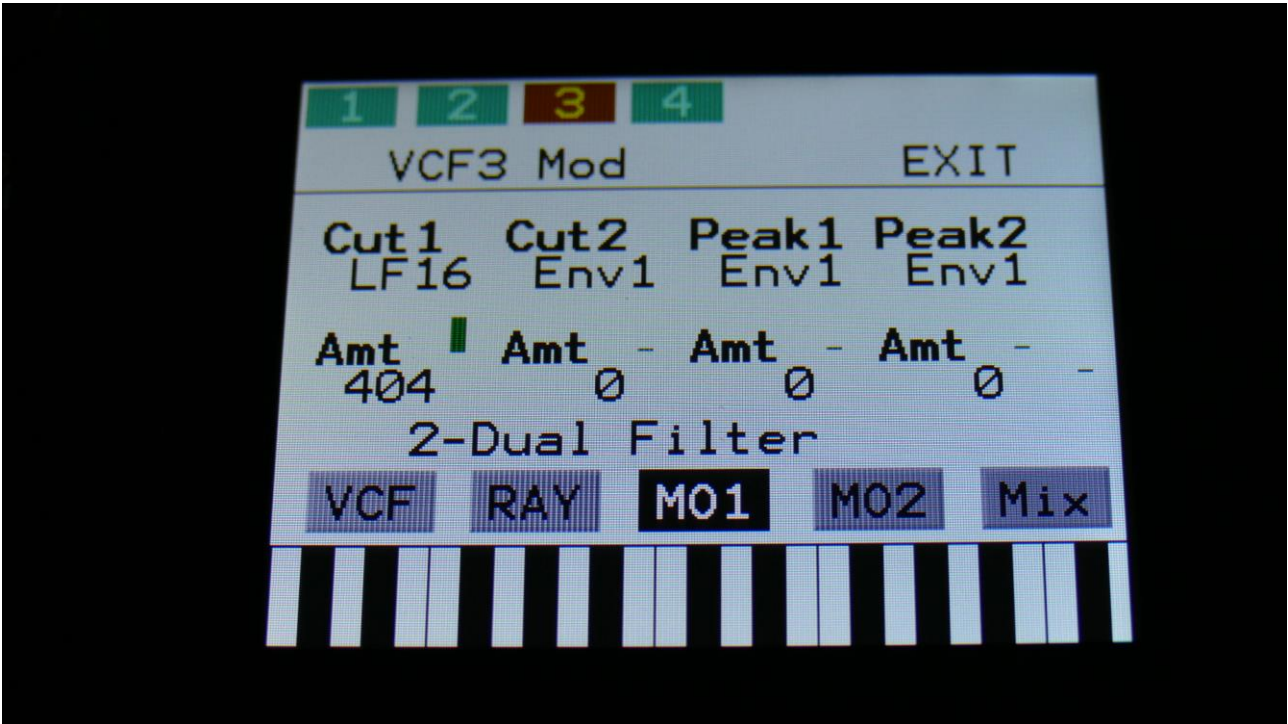 1 2 3 4
VCF3 Mod EXIT
Cut1 Cut2 Peak1 Peak2
LF16 Env1 Env1 Env1
Amt Amt - Amt - Amt -
404 0 0 0 -
2-Dual Filter
VCF RAY MO1 MO2 Mix